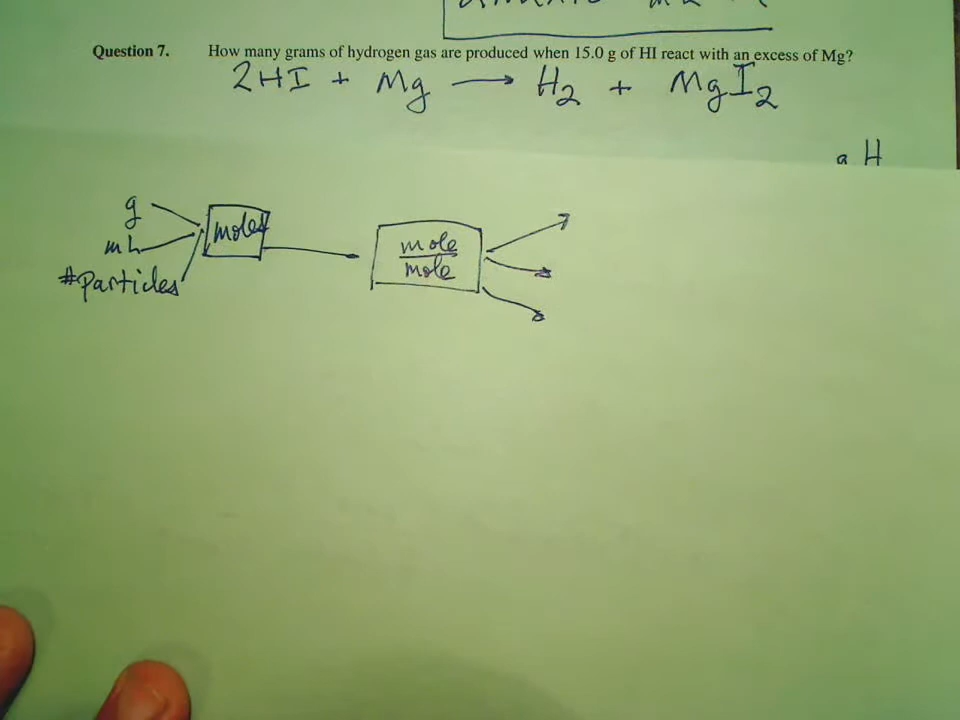 Question 7. How many grams of hydrogen gas are produced when 15.0 g of HI react with an excess of Mg?
2HI + Mg → H2 + MgI2
a H
g
mL
#Particles
moles
mole
mole